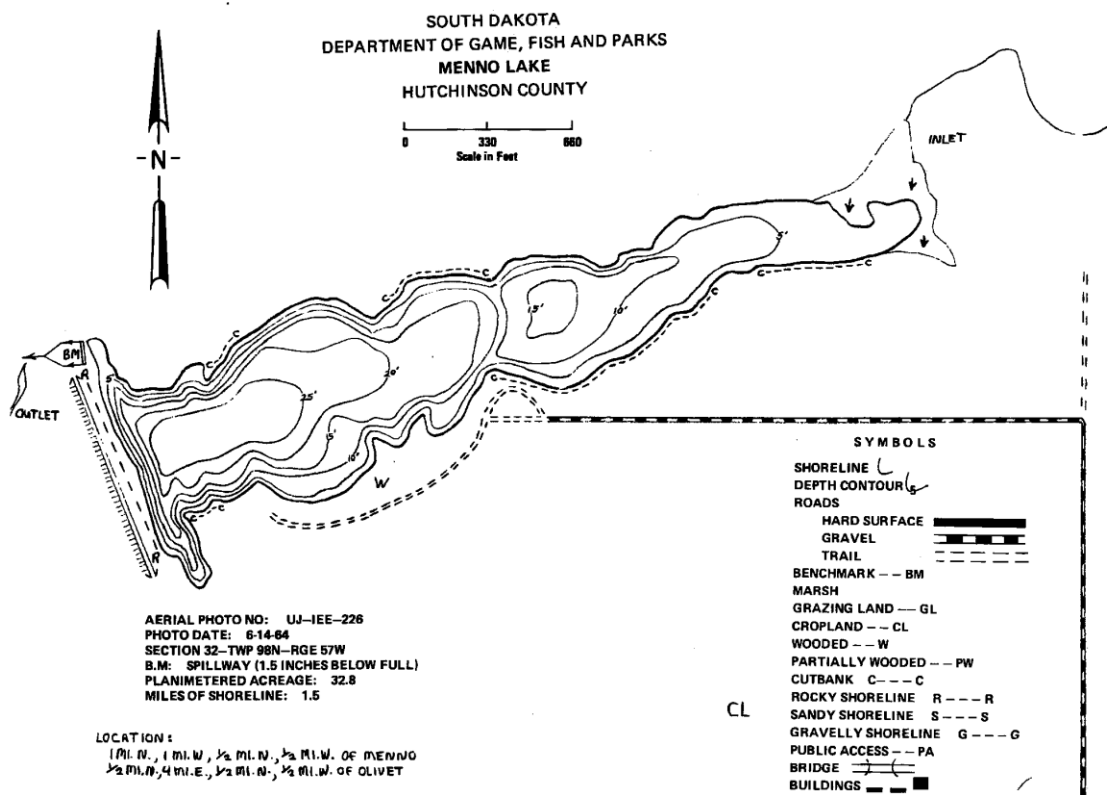 SOUTH DAKOTA
DEPARTMENT OF GAME, FISH AND PARKS
MENNO LAKE
HUTCHINSON COUNTY
0 330 660
Scale in Feet
-N-
INLET
5'
C
C
15'
10'
C
C
C
C
BM
5'
R
OUTLET
20'
25'
C
15'
10'
W
C
C
R
AERIAL PHOTO NO: UJ-IEE-226
PHOTO DATE: 6-14-64
SECTION 32-TWP 98N-RGE 57W
B.M: SPILLWAY (1.5 INCHES BELOW FULL)
PLANIMETERED ACREAGE: 32.8
MILES OF SHORELINE: 1.5
LOCATION:
1 MI. N., 1 MI. W, 1/2 MI. N., 1/2 MI. W. OF MENNO
1/2 MI. N., 4 MI. E., 1/2 MI. N., 1/2 MI. W. OF OLIVET
CL
SYMBOLS
SHORELINE
DEPTH CONTOUR 5
ROADS
HARD SURFACE
GRAVEL
TRAIL
BENCHMARK -- BM
MARSH
GRAZING LAND -- GL
CROPLAND -- CL
WOODED -- W
PARTIALLY WOODED -- PW
CUTBANK C---C
ROCKY SHORELINE R---R
SANDY SHORELINE S---S
GRAVELLY SHORELINE G---G
PUBLIC ACCESS -- PA
BRIDGE
BUILDINGS